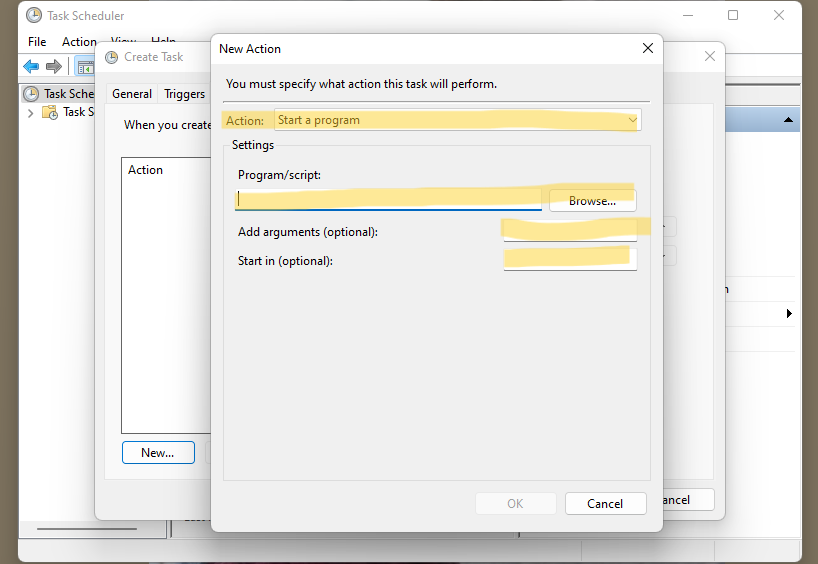 Task Scheduler
File Action View Help
Create Task
New Action
You must specify what action this task will perform.
Task Sche
General Triggers
Task S
When you create
Action: Start a program
Settings
Action
Program/script:
Browse...
Add arguments (optional):
Start in (optional):
New...
OK Cancel
ancel